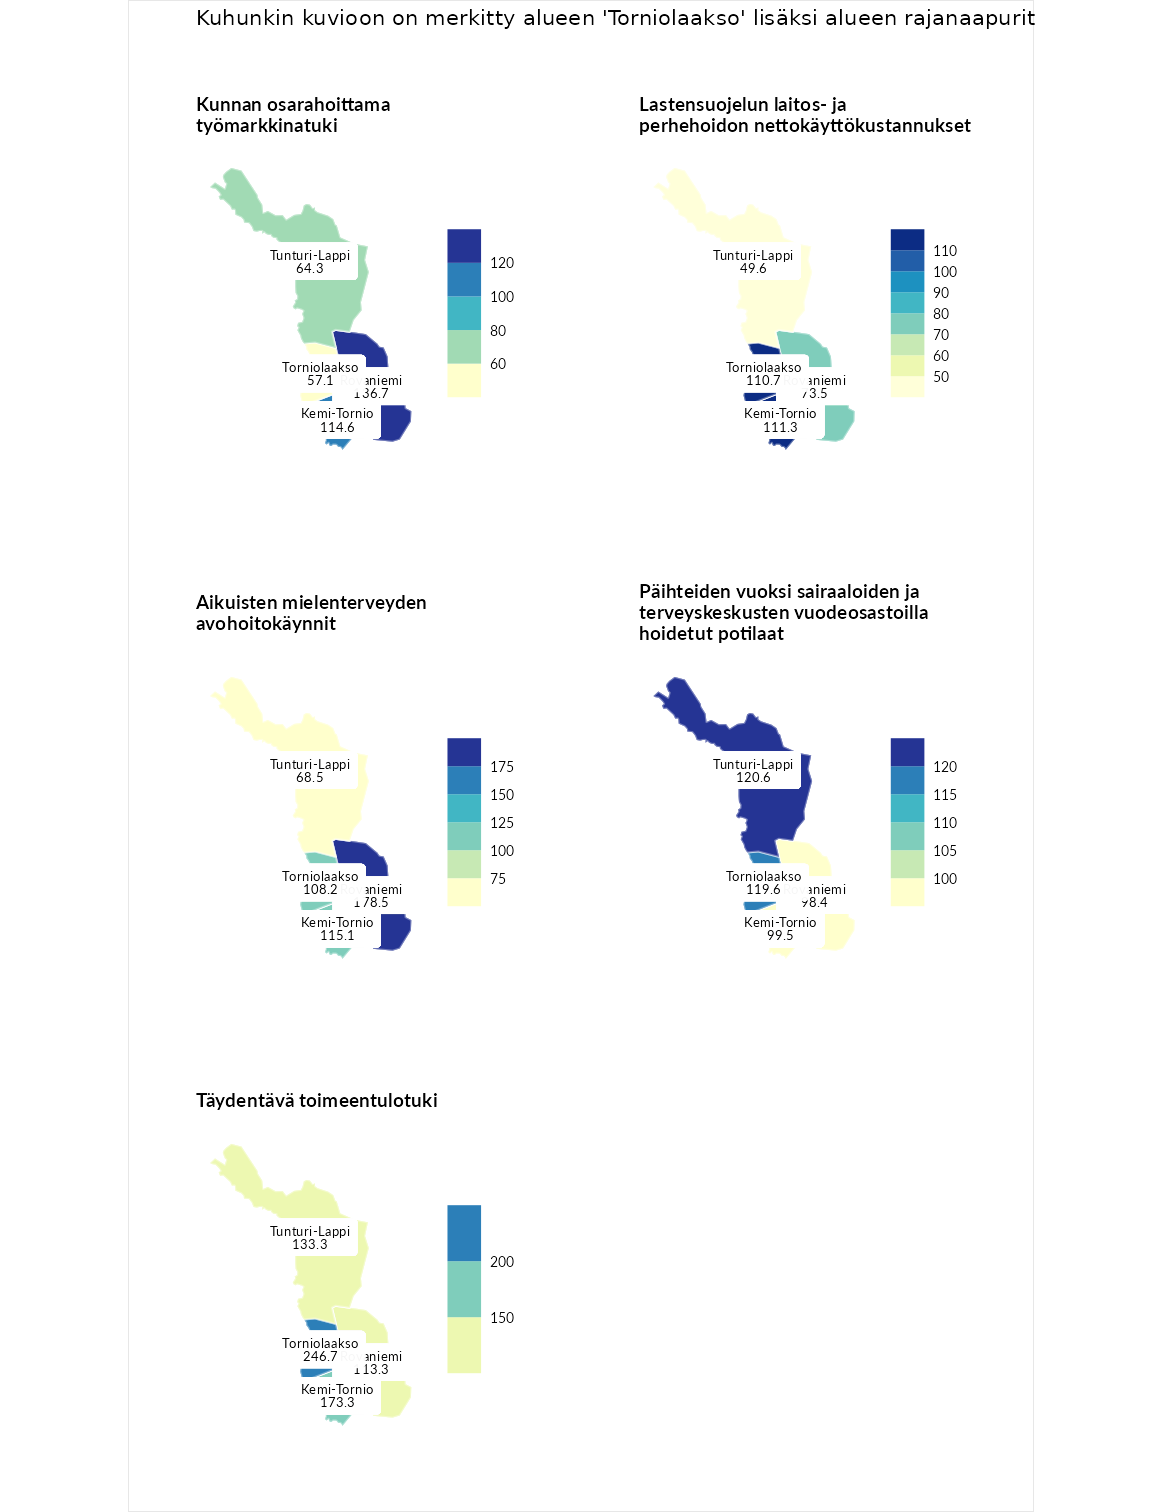 Kuhunkin kuvioon on merkitty alueen 'Torniolaakso' lisäksi alueen rajanaapurit
Kunnan osarahoittama
työmarkkinatuki
Tunturi-Lappi
64.3
Torniolaakso
57.1
136.7
Kemi-Tornio
114.6
120
100
80
60
Lastensuojelun laitos- ja
perhehoidon nettokäyttökustannukset
Tunturi-Lappi
49.6
Torniolaakso
110.7
73.5
Kemi-Tornio
111.3
110
100
90
80
70
60
50
Aikuisten mielenterveyden
avohoitokäynnit
Tunturi-Lappi
68.5
Torniolaakso
108.2
178.5
Kemi-Tornio
115.1
175
150
125
100
75
Päihteiden vuoksi sairaaloiden ja
terveyskeskusten vuodeosastoilla
hoidetut potilaat
Tunturi-Lappi
120.6
Torniolaakso
119.6
98.4
Kemi-Tornio
99.5
120
115
110
105
100
Täydentävä toimeentulotuki
Tunturi-Lappi
133.3
Torniolaakso
246.7
113.3
Kemi-Tornio
173.3
200
150